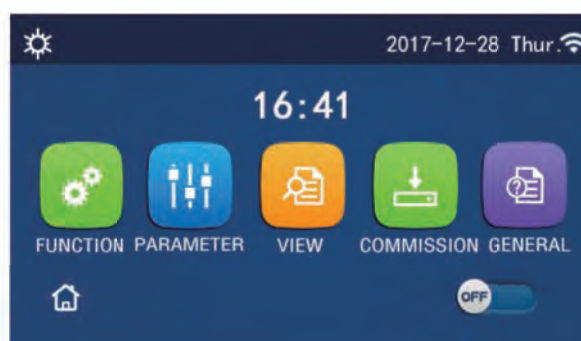 2017-12-28 Thur.
16:41
FUNCTION PARAMETER VIEW COMMISSION GENERAL
OFF